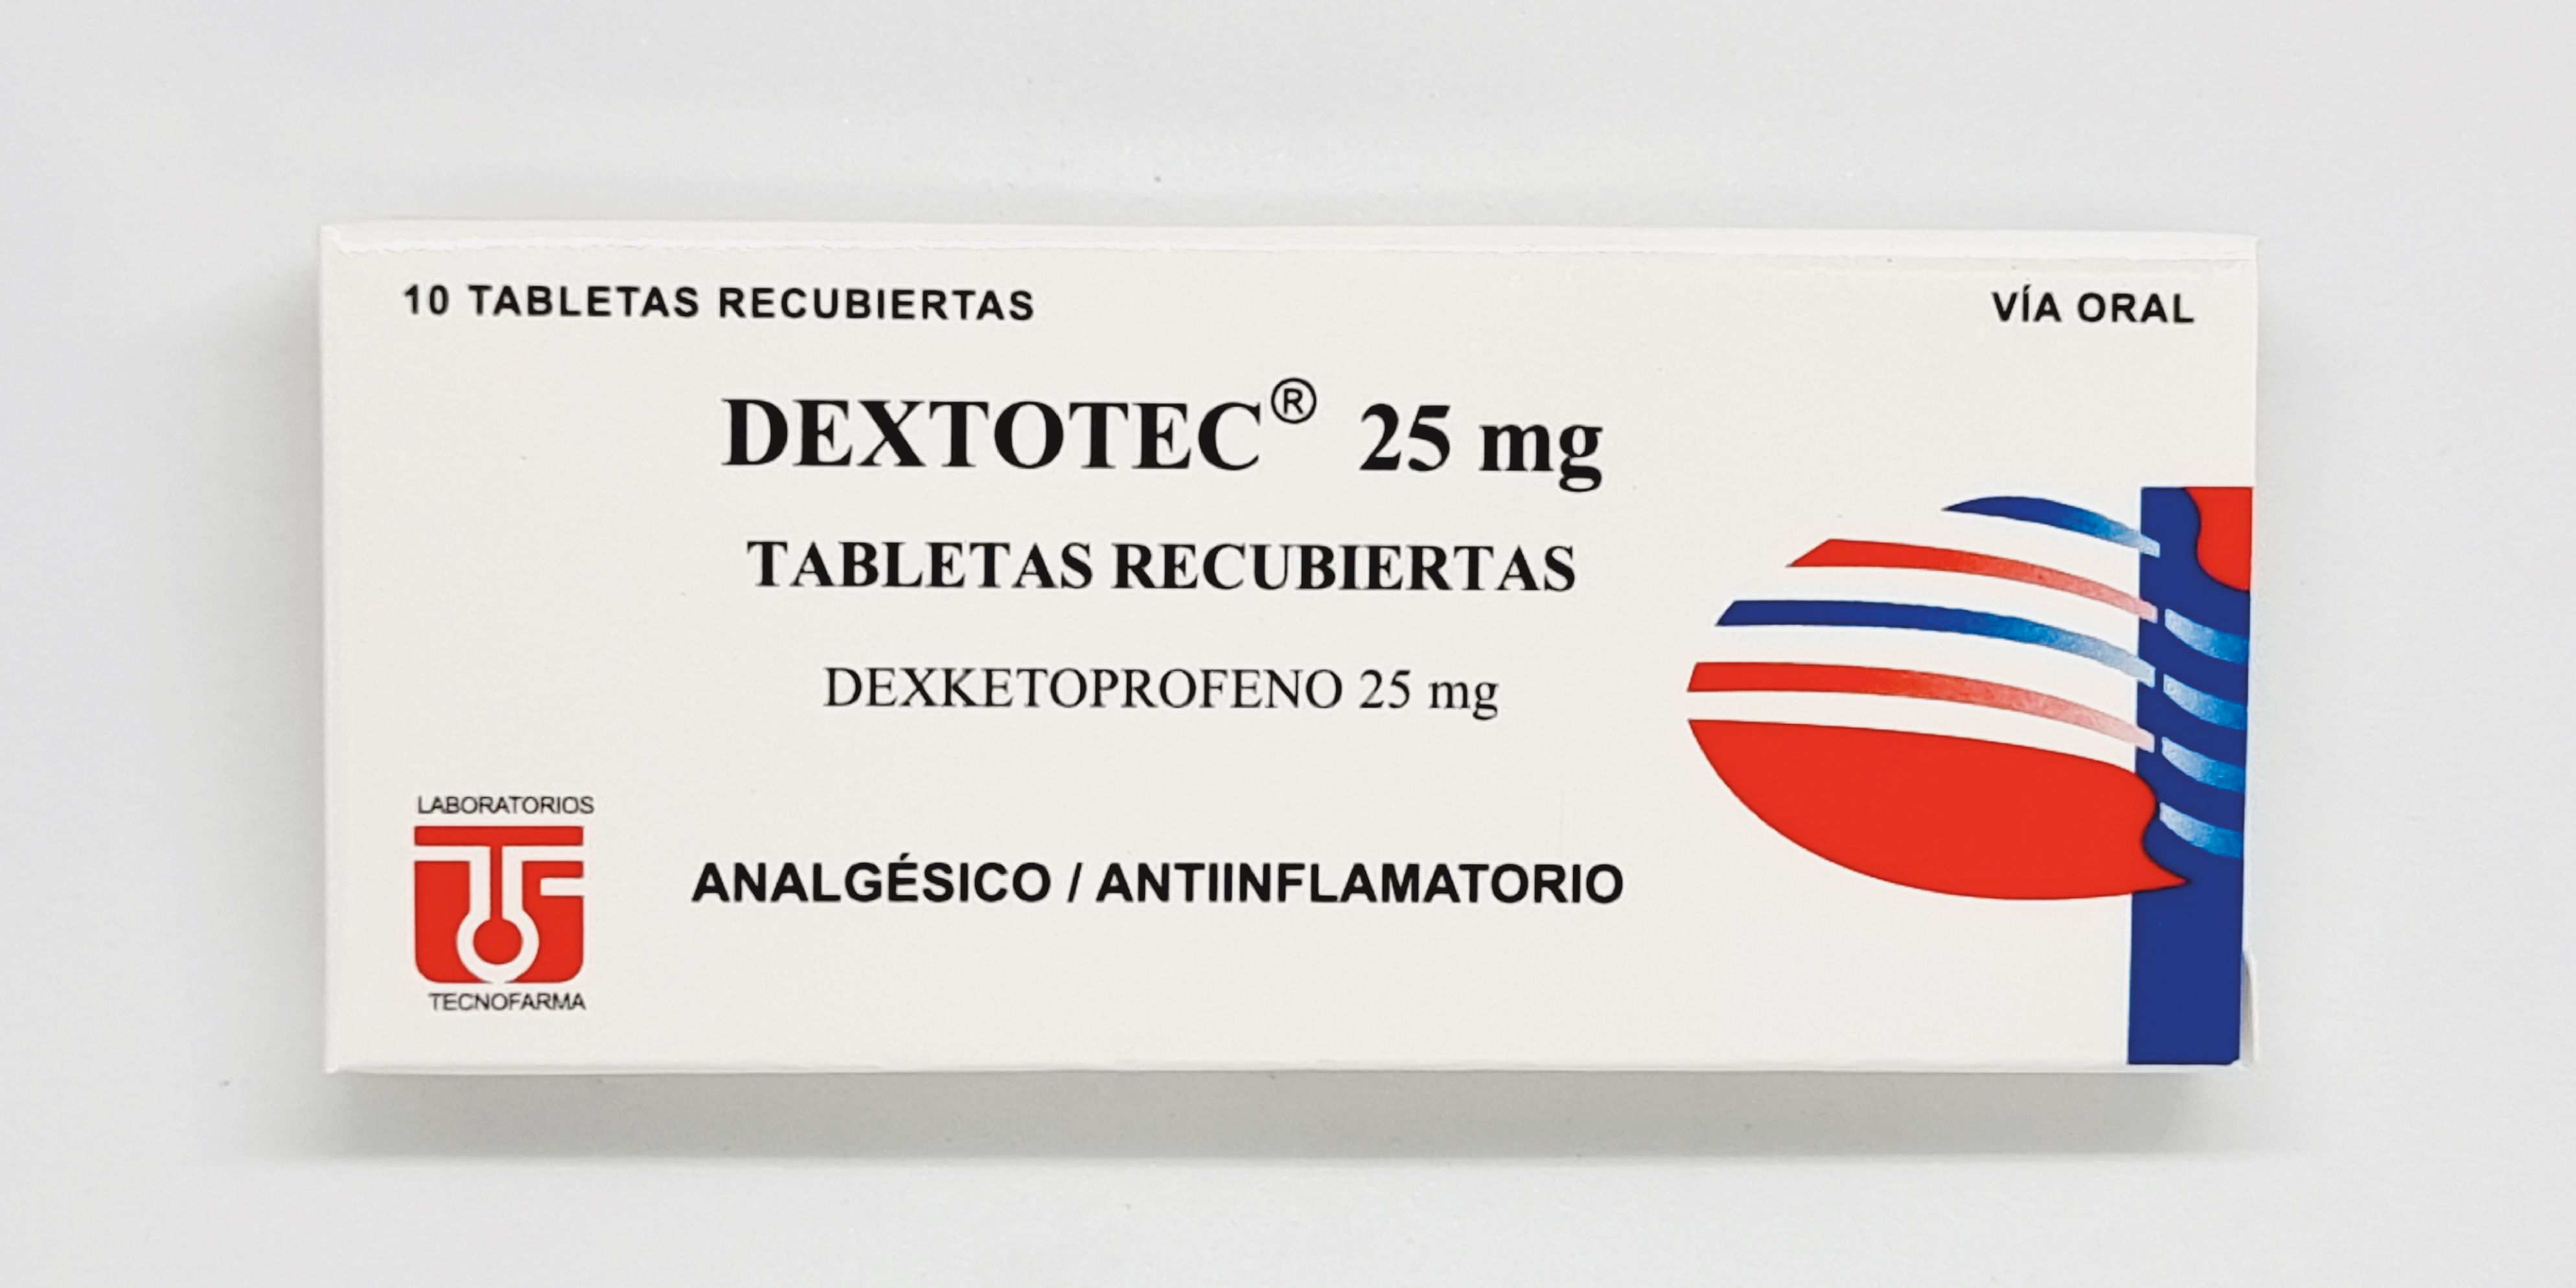 10 TABLETAS RECUBIERTAS
VÍA ORAL
DEXTOTEC® 25 mg
TABLETAS RECUBIERTAS
DEXKETOPROFENO 25 mg
ANALGÉSICO / ANTIINFLAMATORIO
LABORATORIOS
TECNOFARMA